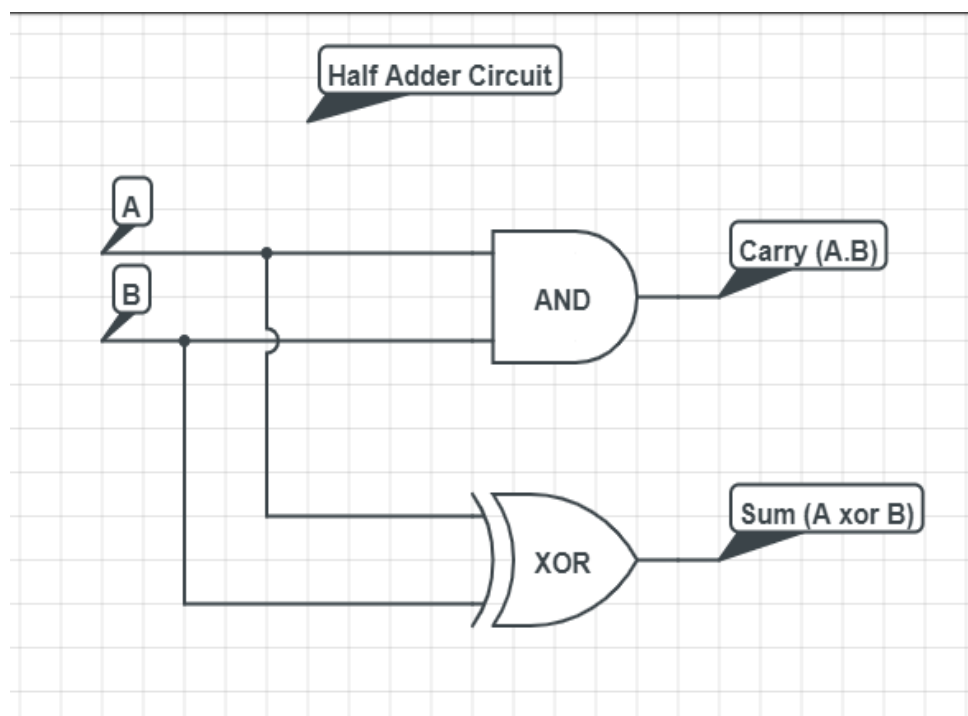 Half Adder Circuit
A
B
AND
Carry (A.B)
XOR
Sum (A xor B)